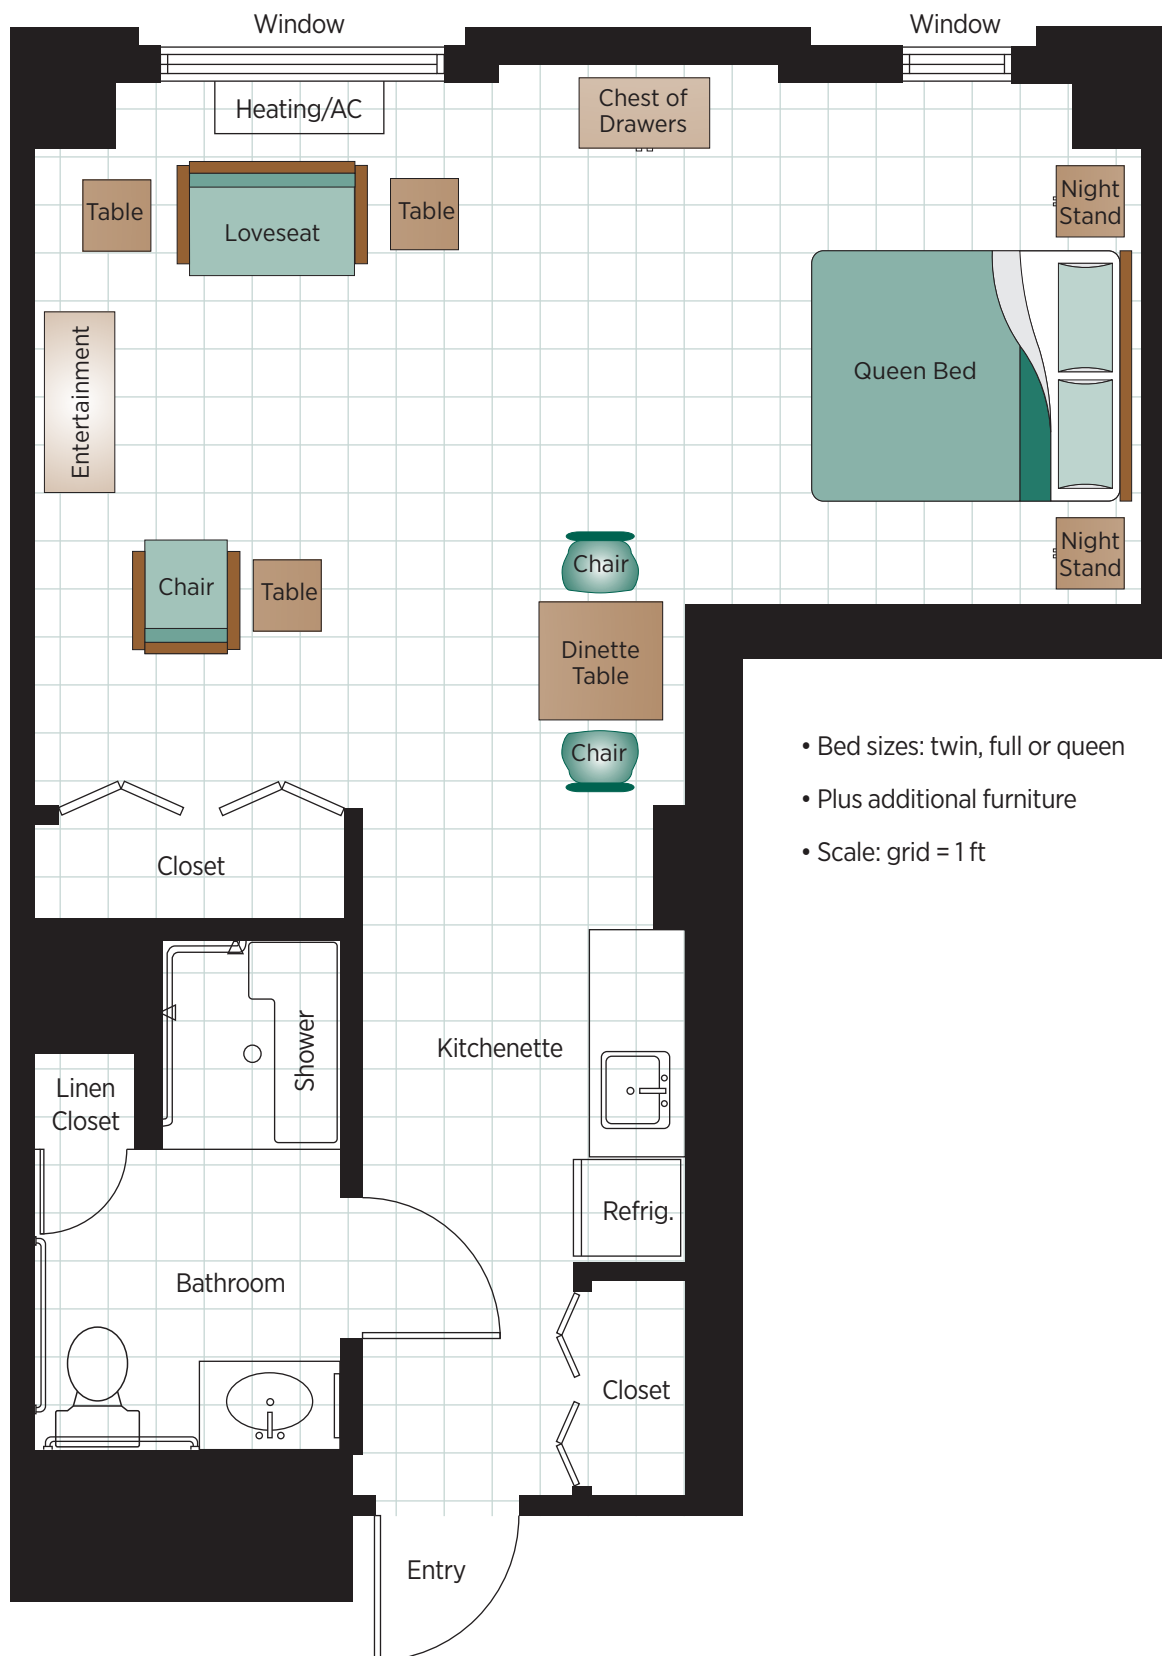 Window
Window
Heating/AC
Chest of
Drawers
Table
Loveseat
Table
Night
Stand
Entertainment
Queen Bed
Chair
Table
Chair
Night
Stand
Dinette
Table
Chair
• Bed sizes: twin, full or queen
• Plus additional furniture
• Scale: grid = 1 ft
Closet
Shower
Kitchenette
Linen
Closet
Refrig.
Bathroom
Closet
Entry